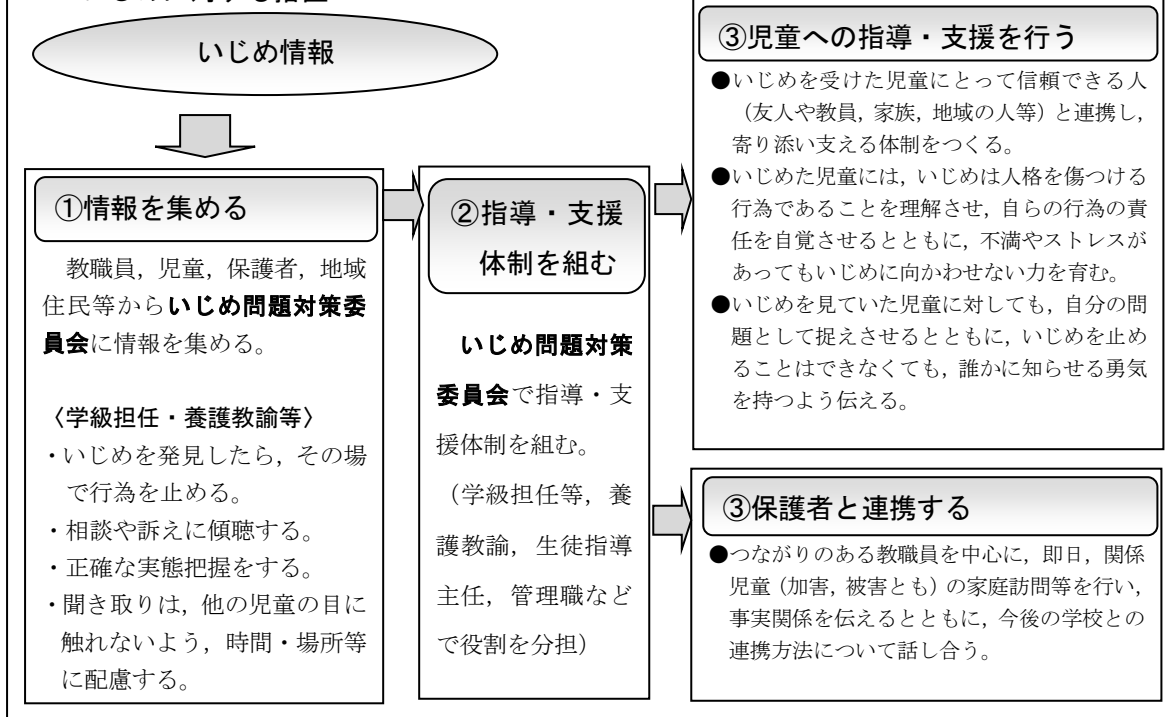 いじめ情報
①情報を集める
教職員，児童，保護者，地域
住民等からいじめ問題対策委
員会に情報を集める。
〈学級担任・養護教諭等〉
・いじめを発見したら，その場
で行為を止める。
・相談や訴えに傾聴する。
・正確な実態把握をする。
・聞き取りは，他の児童の目に
触れないよう，時間・場所等
に配慮する。
②指導・支援
体制を組む
いじめ問題対策
委員会で指導・支
援体制を組む。
（学級担任等，養
護教諭，生徒指導
主任，管理職など
で役割を分担）
③児童への指導・支援を行う
●いじめを受けた児童にとって信頼できる人
（友人や教員，家族，地域の人等）と連携し，
寄り添い支える体制をつくる。
●いじめた児童には，いじめは人格を傷つける
行為であることを理解させ，自らの行為の責
任を自覚させるとともに，不満やストレスが
あってもいじめに向かわせない力を育む。
●いじめを見ていた児童に対しても，自分の問
題として捉えさせるとともに，いじめを止め
ることはできなくても，誰かに知らせる勇気
を持つよう伝える。
③保護者と連携する
●つながりのある教職員を中心に，即日，関係
児童（加害，被害とも）の家庭訪問等を行い，
事実関係を伝えるとともに，今後の学校との
連携方法について話し合う。